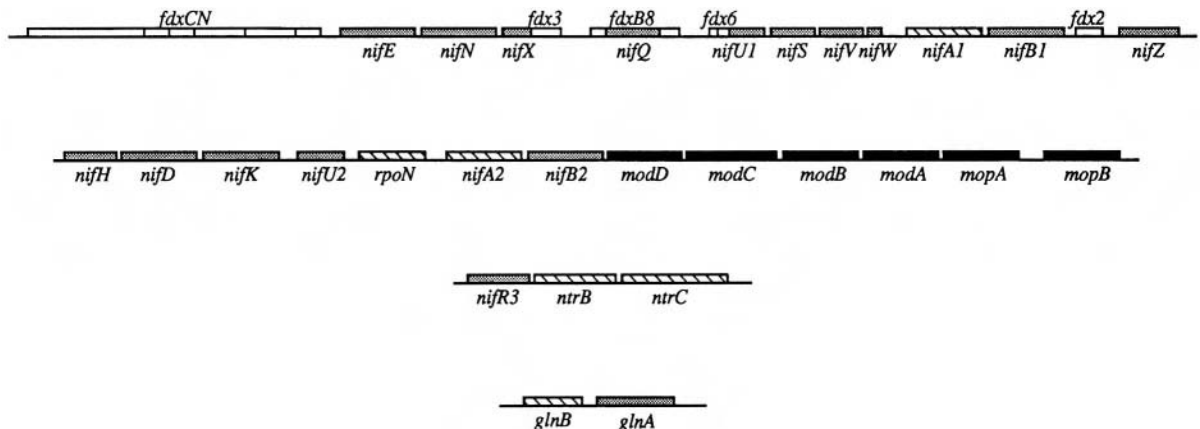 fdxCN fdx3 fdxB8 fdx6 fdx2
nifE nifN nifX nifQ nifU1 nifS nifV nifW nifA1 nifB1 nifZ
nifH nifD nifK nifU2 rpoN nifA2 nifB2 modD modC modB modA mopA mopB
nifR3 ntrB ntrC
glnB glnA